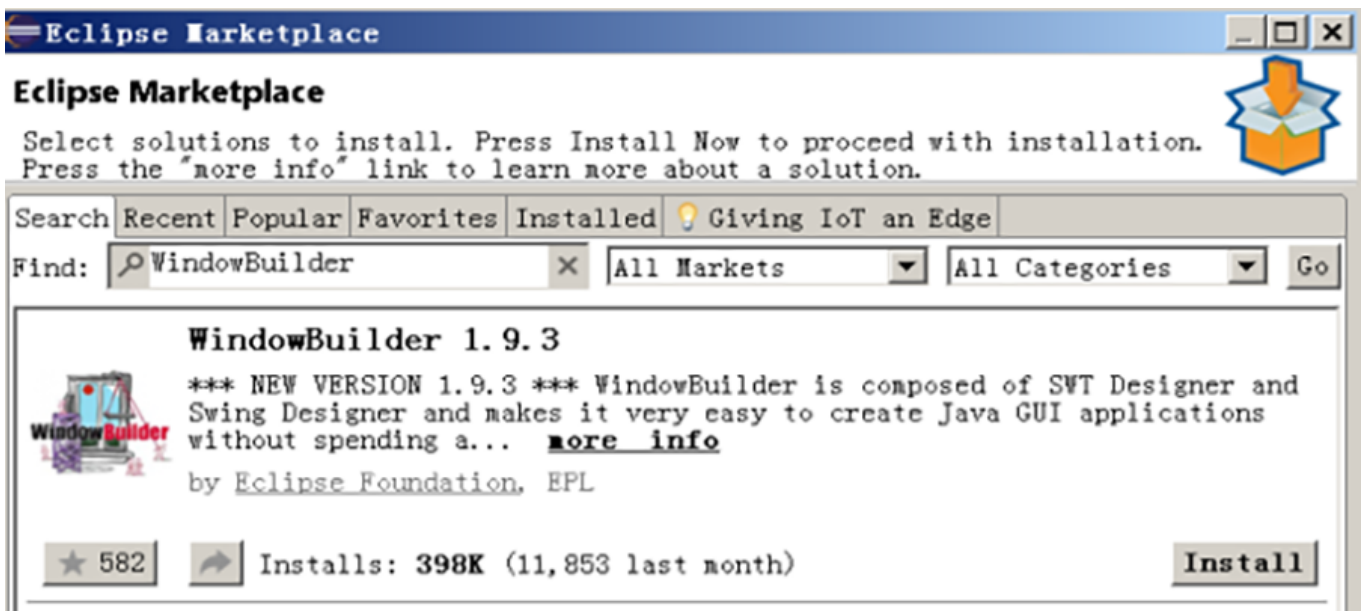 Eclipse Marketplace
Eclipse Marketplace
Select solutions to install. Press Install Now to proceed with installation.
Press the "more info" link to learn more about a solution.
Search Recent Popular Favorites Installed Giving IoT an Edge
Find: WindowBuilder All Markets All Categories Go
WindowBuilder 1.9.3
*** NEW VERSION 1.9.3 *** WindowBuilder is composed of SWT Designer and
Swing Designer and makes it very easy to create Java GUI applications
WindowBuilder without spending a... more info
by Eclipse Foundation, EPL
582 Installs: 398K (11,853 last month) Install